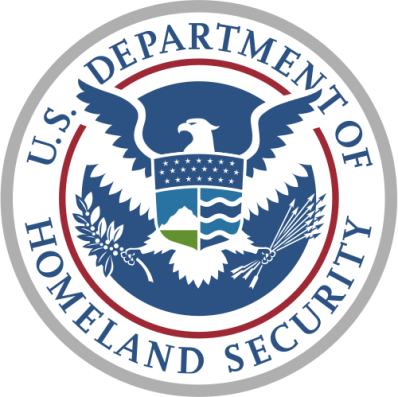 U.S. DEPARTMENT OF
HOMELAND SECURITY